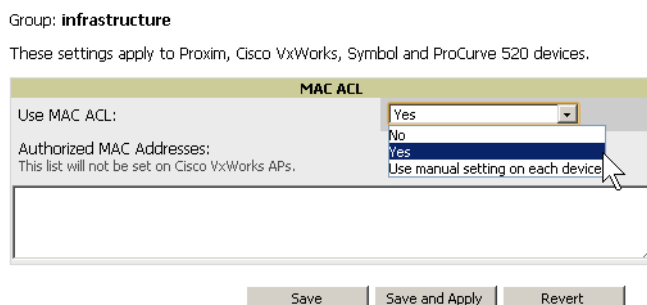 Group: infrastructure
These settings apply to Proxim, Cisco VxWorks, Symbol and ProCurve 520 devices.
MAC ACL
Use MAC ACL:
Yes
No
Yes
Use manual setting on each device
Authorized MAC Addresses:
This list will not be set on Cisco VxWorks APs.
Save
Save and Apply
Revert